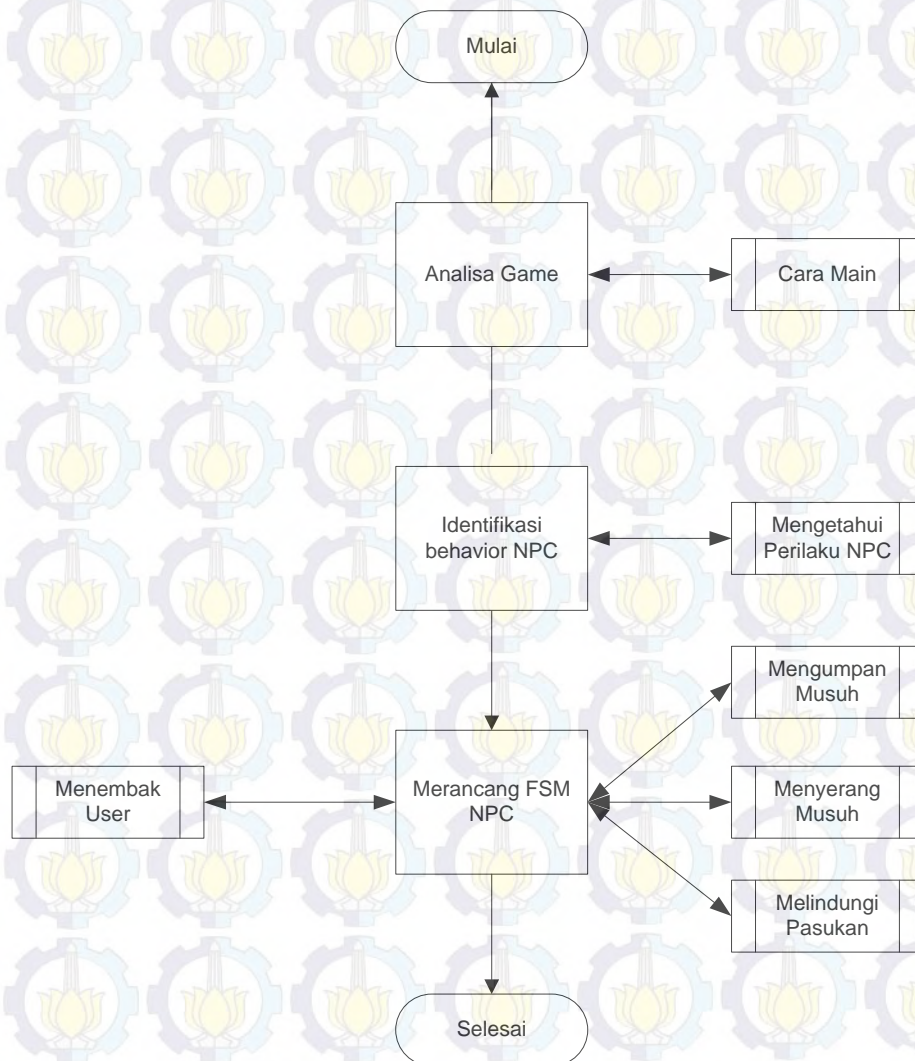 Mulai
Analisa Game
Cara Main
Identifikasi
behavior NPC
Mengetahui
Perilaku NPC
Mengumpan
Musuh
Menembak
User
Merancang FSM
NPC
Menyerang
Musuh
Melindungi
Pasukan
Selesai